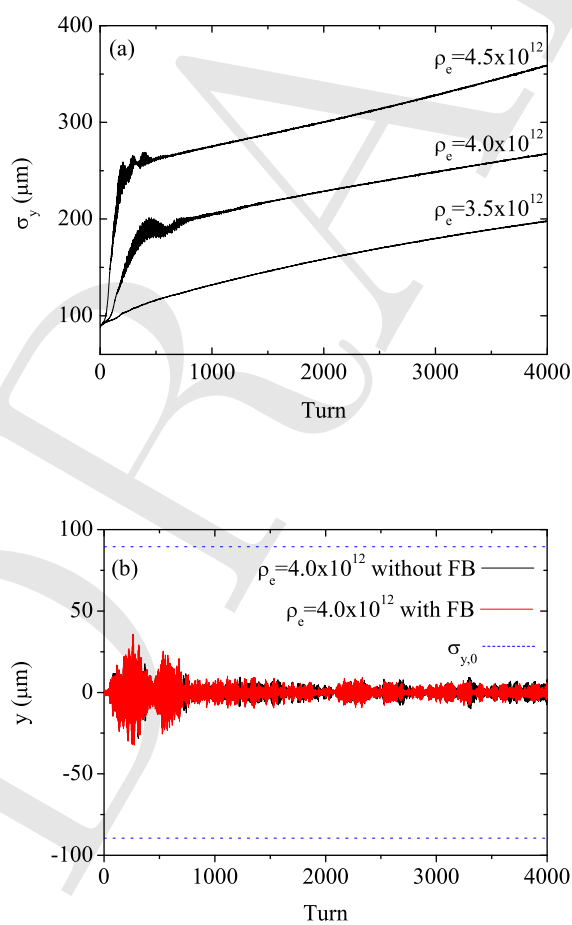 (a)
400
300
200
100
σy (μm)
ρe=4.5x10^12
ρe=4.0x10^12
ρe=3.5x10^12
0 1000 2000 3000 4000
Turn
(b)
100
50
0
-50
-100
y (μm)
ρe=4.0x10^12 without FB
ρe=4.0x10^12 with FB
σy,0
0 1000 2000 3000 4000
Turn